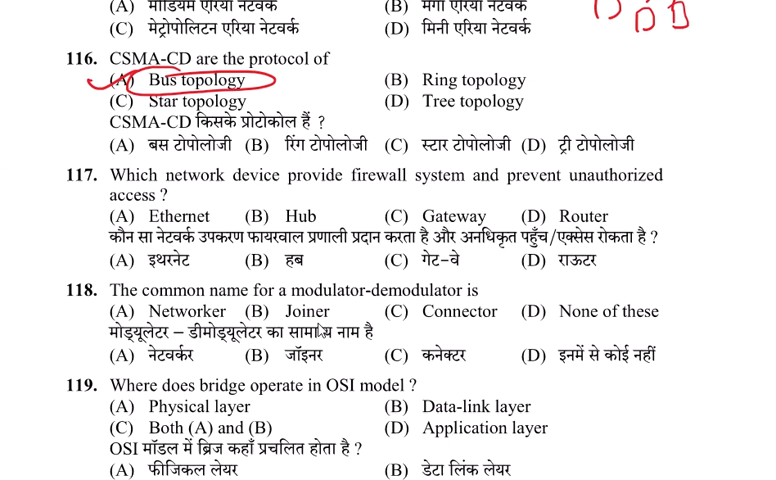 (A) मीडियम एरिया नेटवर्क (B) मेगा एरिया नेटवर्क
(C) मेट्रोपोलिटन एरिया नेटवर्क (D) मिनी एरिया नेटवर्क
116. CSMA-CD are the protocol of
(A) Bus topology (B) Ring topology
(C) Star topology (D) Tree topology
CSMA-CD किसके प्रोटोकोल हैं ?
(A) बस टोपोलोजी (B) रिंग टोपोलोजी (C) स्टार टोपोलोजी (D) ट्री टोपोलोजी
117. Which network device provide firewall system and prevent unauthorized
access ?
(A) Ethernet (B) Hub (C) Gateway (D) Router
कौन सा नेटवर्क उपकरण फायरवाल प्रणाली प्रदान करता है और अनधिकृत पहुँच/एक्सेस रोकता है ?
(A) इथरनेट (B) हब (C) गेट-वे (D) राऊटर
118. The common name for a modulator-demodulator is
(A) Networker (B) Joiner (C) Connector (D) None of these
मोड्यूलेटर – डीमोड्यूलेटर का सामान्य नाम है
(A) नेटवर्कर (B) जॉइनर (C) कनेक्टर (D) इनमें से कोई नहीं
119. Where does bridge operate in OSI model ?
(A) Physical layer (B) Data-link layer
(C) Both (A) and (B) (D) Application layer
OSI मॉडल में ब्रिज कहाँ प्रचलित होता है ?
(A) फीजिकल लेयर (B) डेटा लिंक लेयर